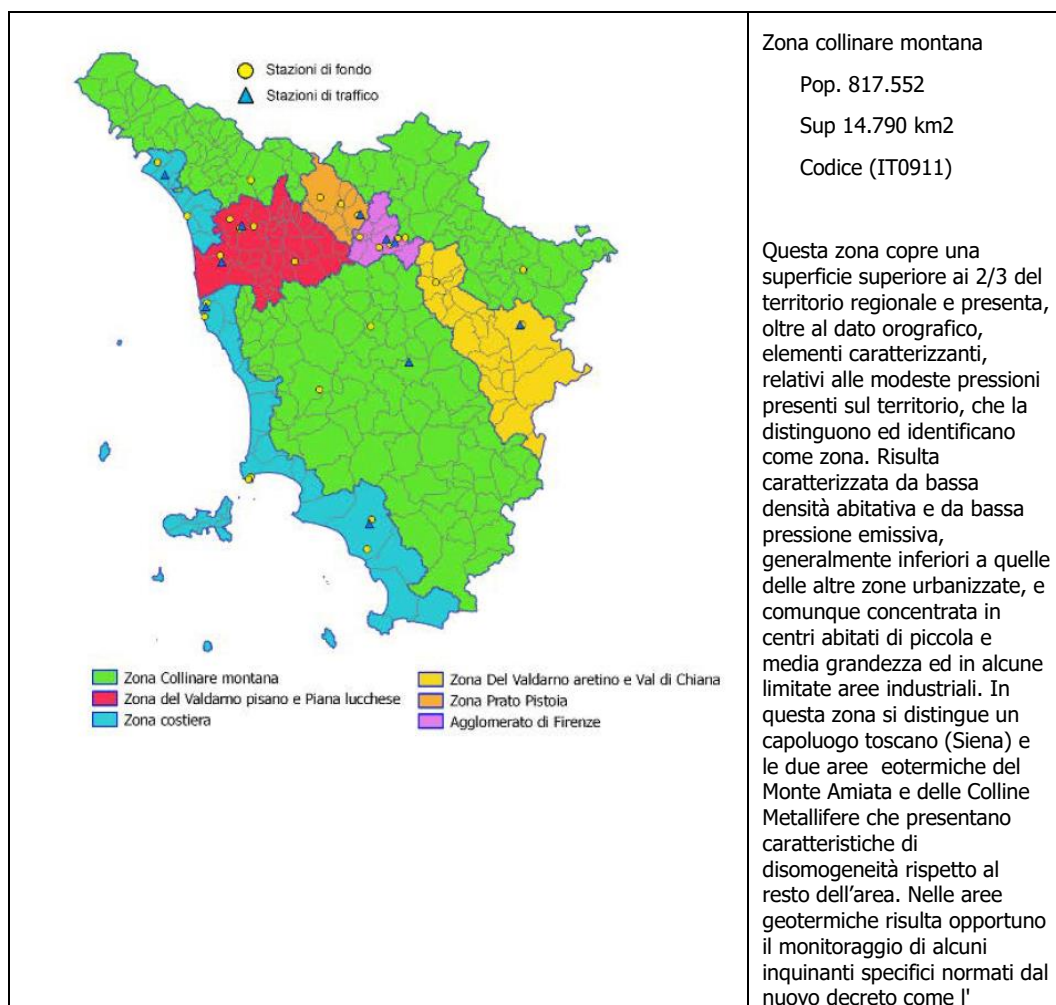 Stazioni di fondo
Stazioni di traffico
Zona Collinare montana
Zona del Valdarno pisano e Piana lucchese
Zona costiera
Zona Del Valdarno aretino e Val di Chiana
Zona Prato Pistoia
Agglomerato di Firenze
Zona collinare montana
Pop. 817.552
Sup 14.790 km2
Codice (IT0911)
Questa zona copre una
superficie superiore ai 2/3 del
territorio regionale e presenta,
oltre al dato orografico,
elementi caratterizzanti,
relativi alle modeste pressioni
presenti sul territorio, che la
distinguono ed identificano
come zona. Risulta
caratterizzata da bassa
densità abitativa e da bassa
pressione emissiva,
generalmente inferiori a quelle
delle altre zone urbanizzate, e
comunque concentrata in
centri abitati di piccola e
media grandezza ed in alcune
limitate aree industriali. In
questa zona si distingue un
capoluogo toscano (Siena) e
le due aree  eotermiche del
Monte Amiata e delle Colline
Metallifere che presentano
caratteristiche di
disomogeneità rispetto al
resto dell'area. Nelle aree
geotermiche risulta opportuno
il monitoraggio di alcuni
inquinanti specifici normati dal
nuovo decreto come l'